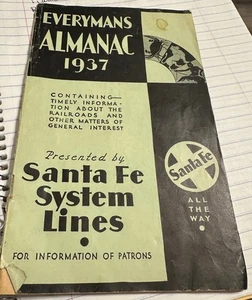 EVERYMANS
ALMANAC
1937
CONTAINING—
TIMELY INFORMA-
TION ABOUT THE
RAILROADS AND
OTHER MATTERS OF
GENERAL INTEREST
Presented by
Santa Fe
System
Lines
Santa Fe
ALL
THE
WAY
FOR INFORMATION OF PATRONS